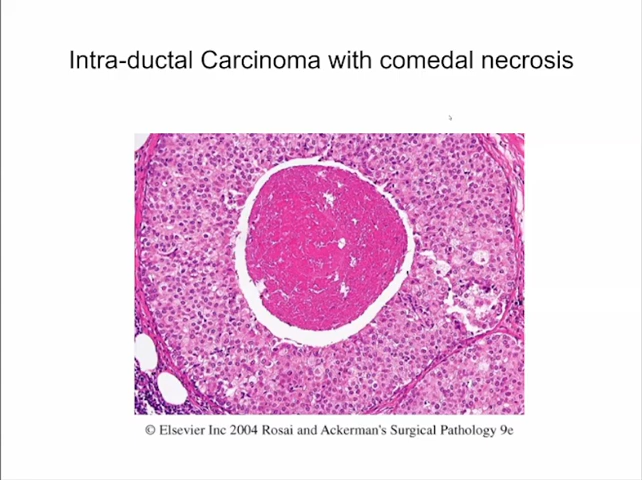 Intra-ductal Carcinoma with comedal necrosis
© Elsevier Inc 2004 Rosai and Ackerman's Surgical Pathology 9e